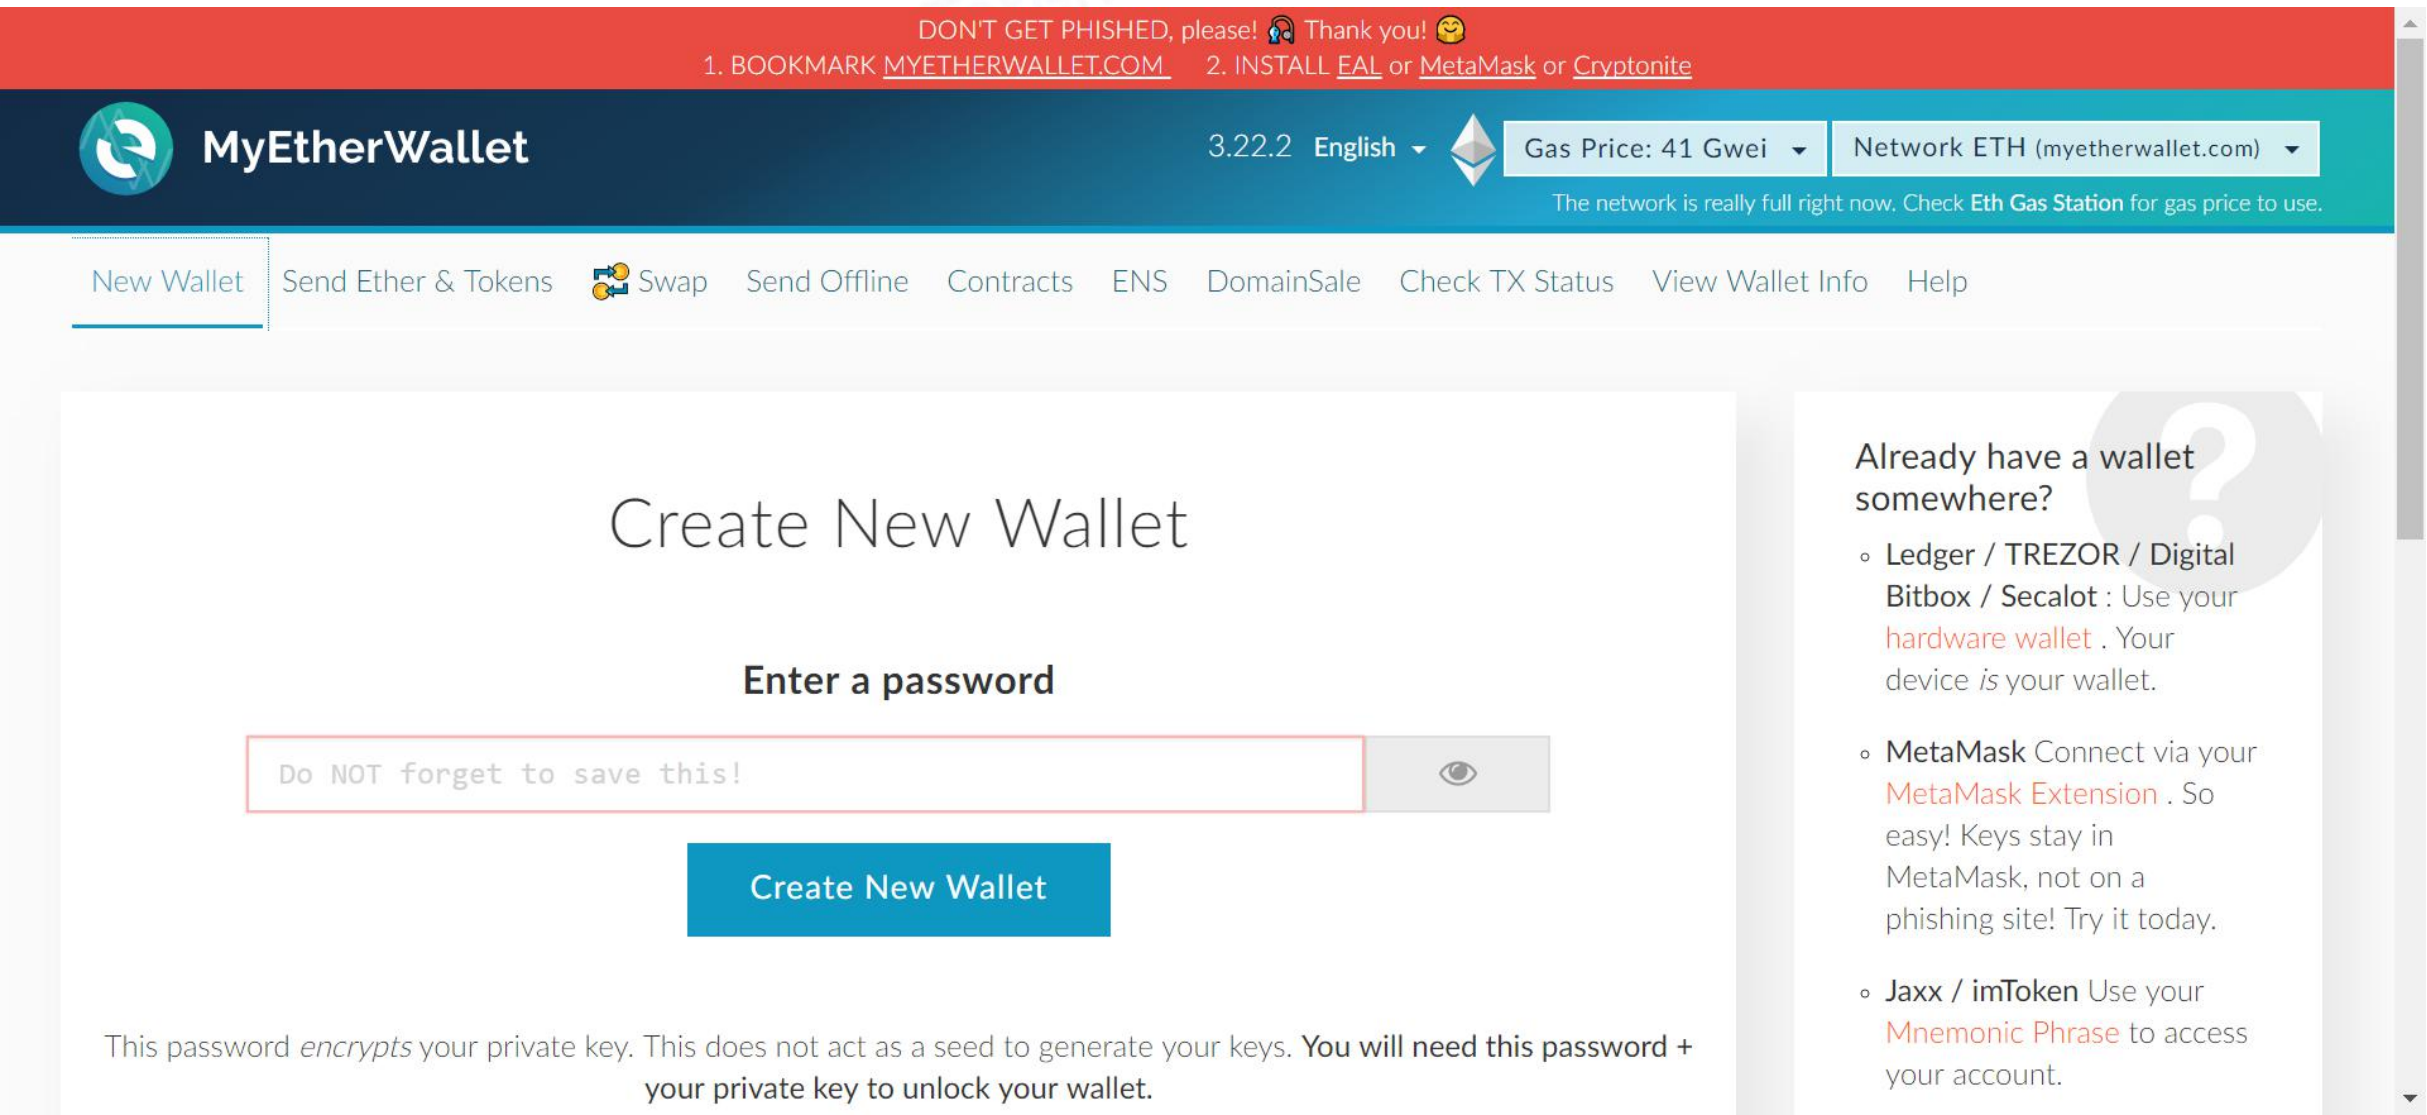 DON'T GET PHISHED, please! Thank you!
1. BOOKMARK MYETHERWALLET.COM 2. INSTALL EAL or MetaMask or Cryptonite
MyEtherWallet
3.22.2 English
Gas Price: 41 Gwei
Network ETH (myetherwallet.com)
The network is really full right now. Check Eth Gas Station for gas price to use.
New Wallet Send Ether & Tokens Swap Send Offline Contracts ENS DomainSale Check TX Status View Wallet Info Help
Create New Wallet
Enter a password
Do NOT forget to save this!
Create New Wallet
This password encrypts your private key. This does not act as a seed to generate your keys. You will need this password +
your private key to unlock your wallet.
Already have a wallet
somewhere?
Ledger / TREZOR / Digital
Bitbox / Secalot : Use your
hardware wallet . Your
device is your wallet.
MetaMask Connect via your
MetaMask Extension . So
easy! Keys stay in
MetaMask, not on a
phishing site! Try it today.
Jaxx / imToken Use your
Mnemonic Phrase to access
your account.